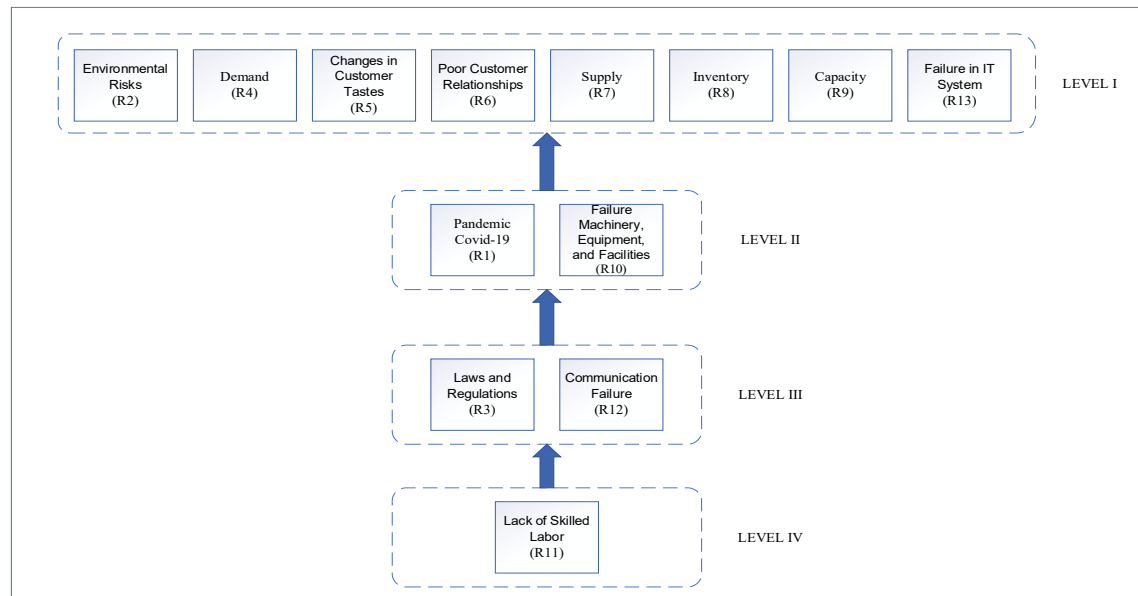 Environmental
Risks
(R2)
Demand
(R4)
Changes in
Customer
Tastes
(R5)
Poor Customer
Relationships
(R6)
Supply
(R7)
Inventory
(R8)
Capacity
(R9)
Failure in IT
System
(R13)
LEVEL I
Pandemic
Covid-19
(R1)
Failure
Machinery,
Equipment,
and Facilities
(R10)
LEVEL II
Laws and
Regulations
(R3)
Communication
Failure
(R12)
LEVEL III
Lack of Skilled
Labor
(R11)
LEVEL IV